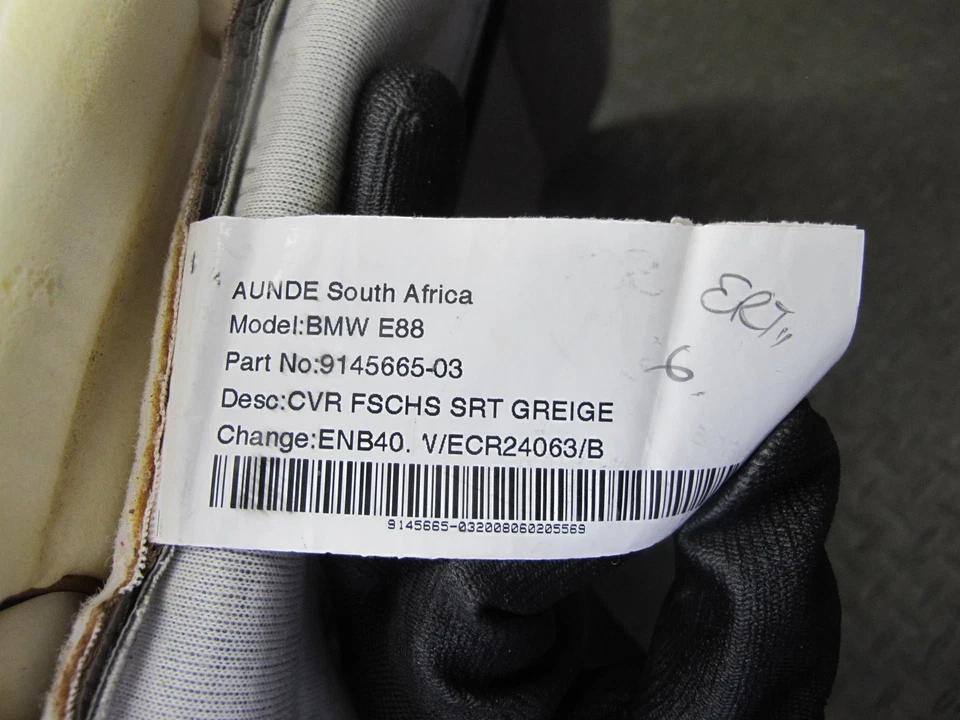 AUNDE South Africa
Model:BMW E88
Part No:9145665-03
Desc:CVR FSCHS SRT GREIGE
Change:ENB40. V/ECR24063/B
9145665-032008060205569
6